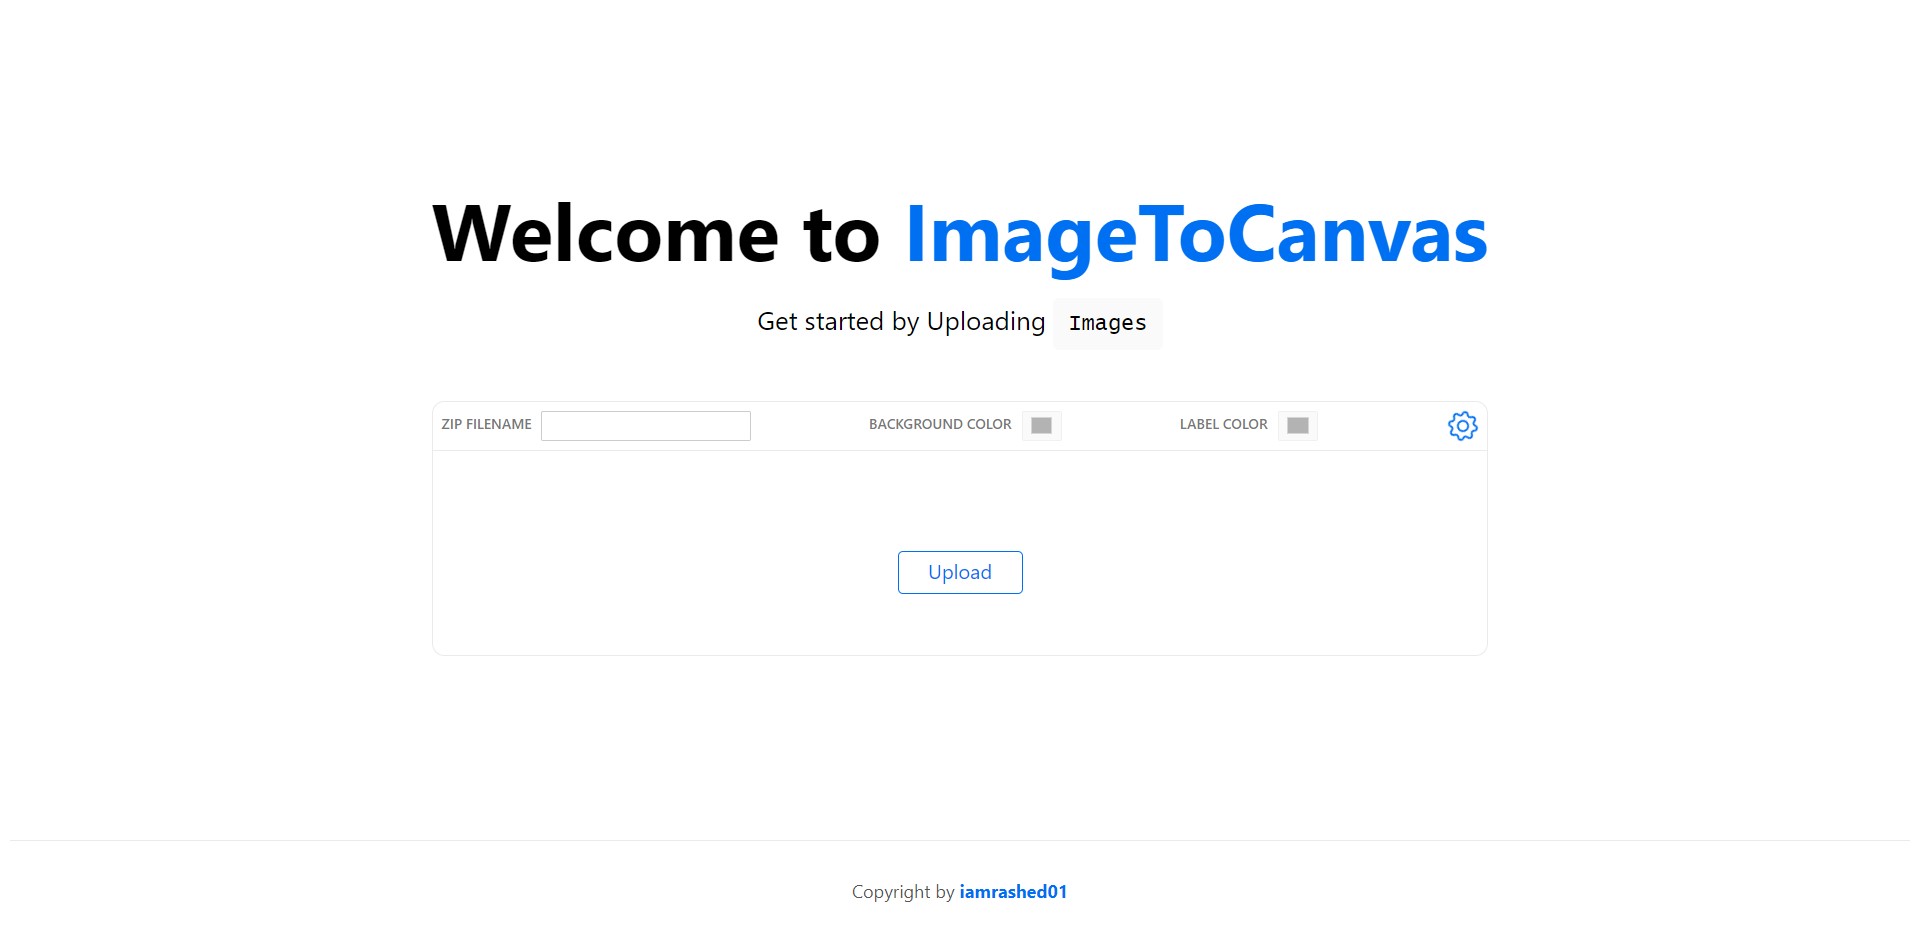 Welcome to ImageToCanvas
Get started by Uploading Images
ZIP FILENAME BACKGROUND COLOR LABEL COLOR
Upload
Copyright by iamrashed01